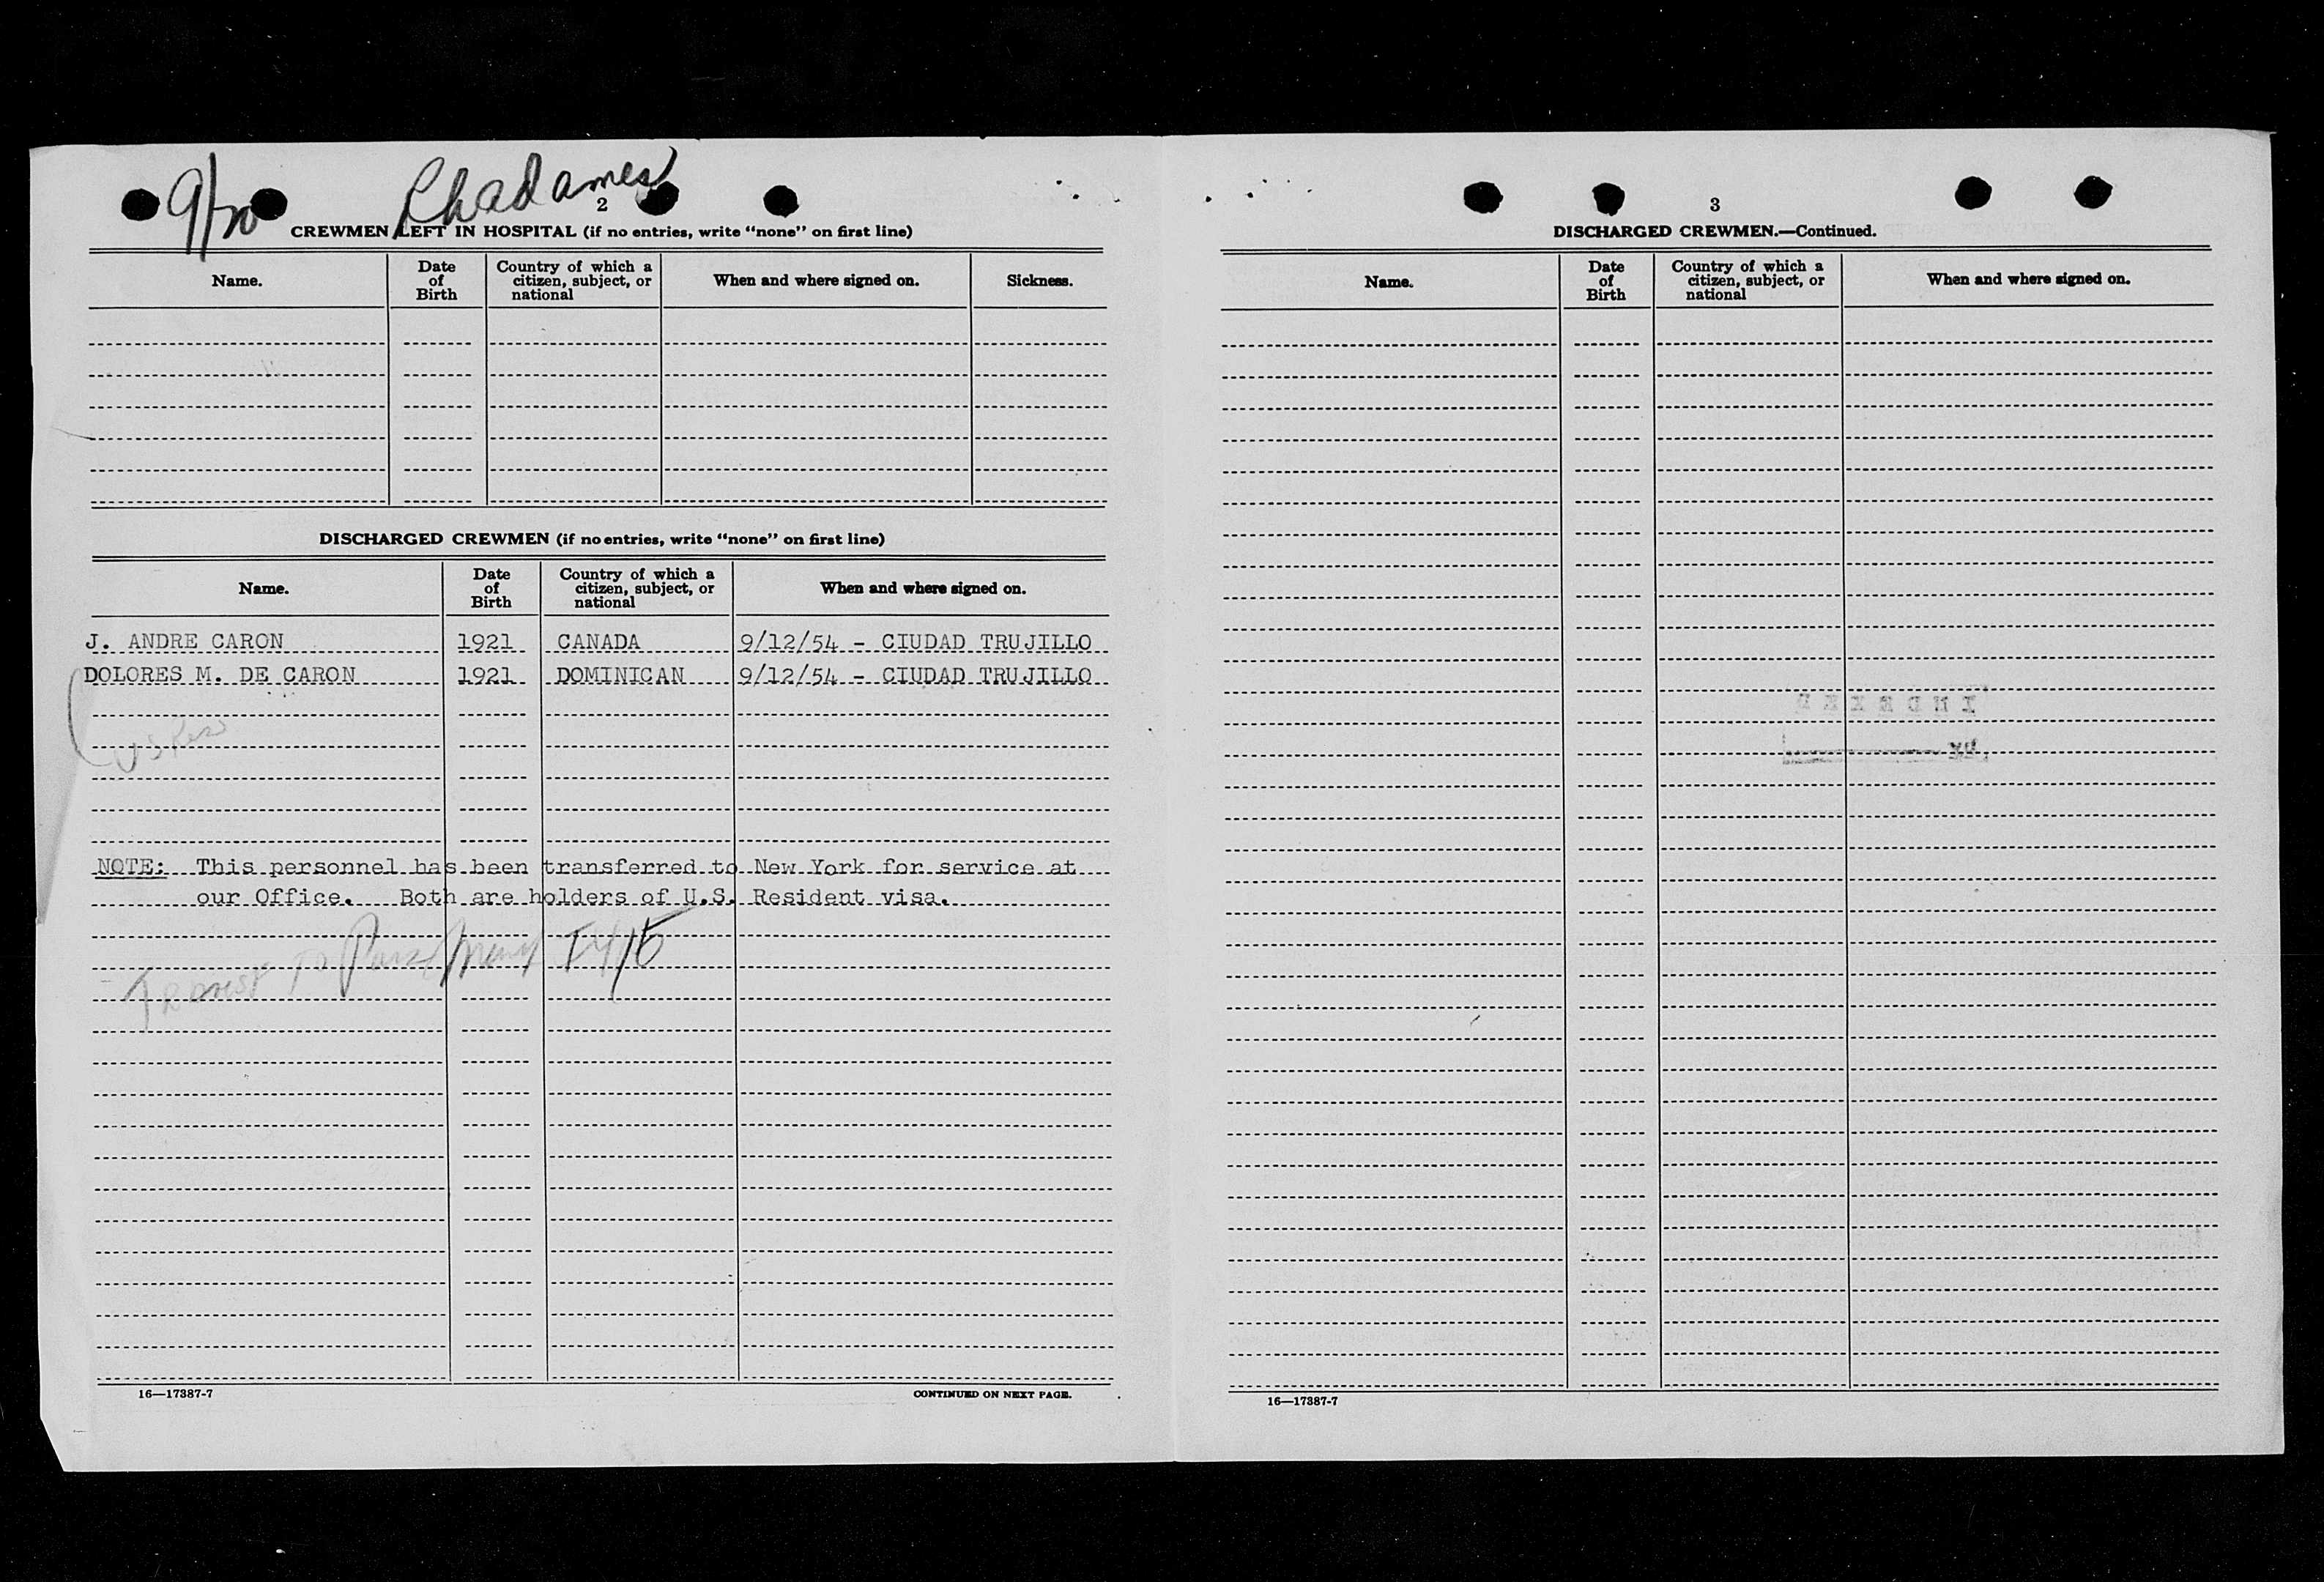 9/20 Rhadames
2
CREWMEN LEFT IN HOSPITAL (if no entries, write "none" on first line)
Name. Date of Birth Country of which a citizen, subject, or national When and where signed on. Sickness.
DISCHARGED CREWMEN (if no entries, write "none" on first line)
Name. Date of Birth Country of which a citizen, subject, or national When and where signed on.
J. ANDRE CARON 1921 CANADA 9/12/54 - CIUDAD TRUJILLO
DOLORES M. DE CARON 1921 DOMINICAN 9/12/54 - CIUDAD TRUJILLO
US Res
NOTE: This personnel has been transferred to New York for service at
our Office. Both are holders of U.S. Resident visa.
16—17387-7 CONTINUED ON NEXT PAGE.
3
DISCHARGED CREWMEN.—Continued.
Name. Date of Birth Country of which a citizen, subject, or national When and where signed on.
INDEXED
BY
16—17387-7